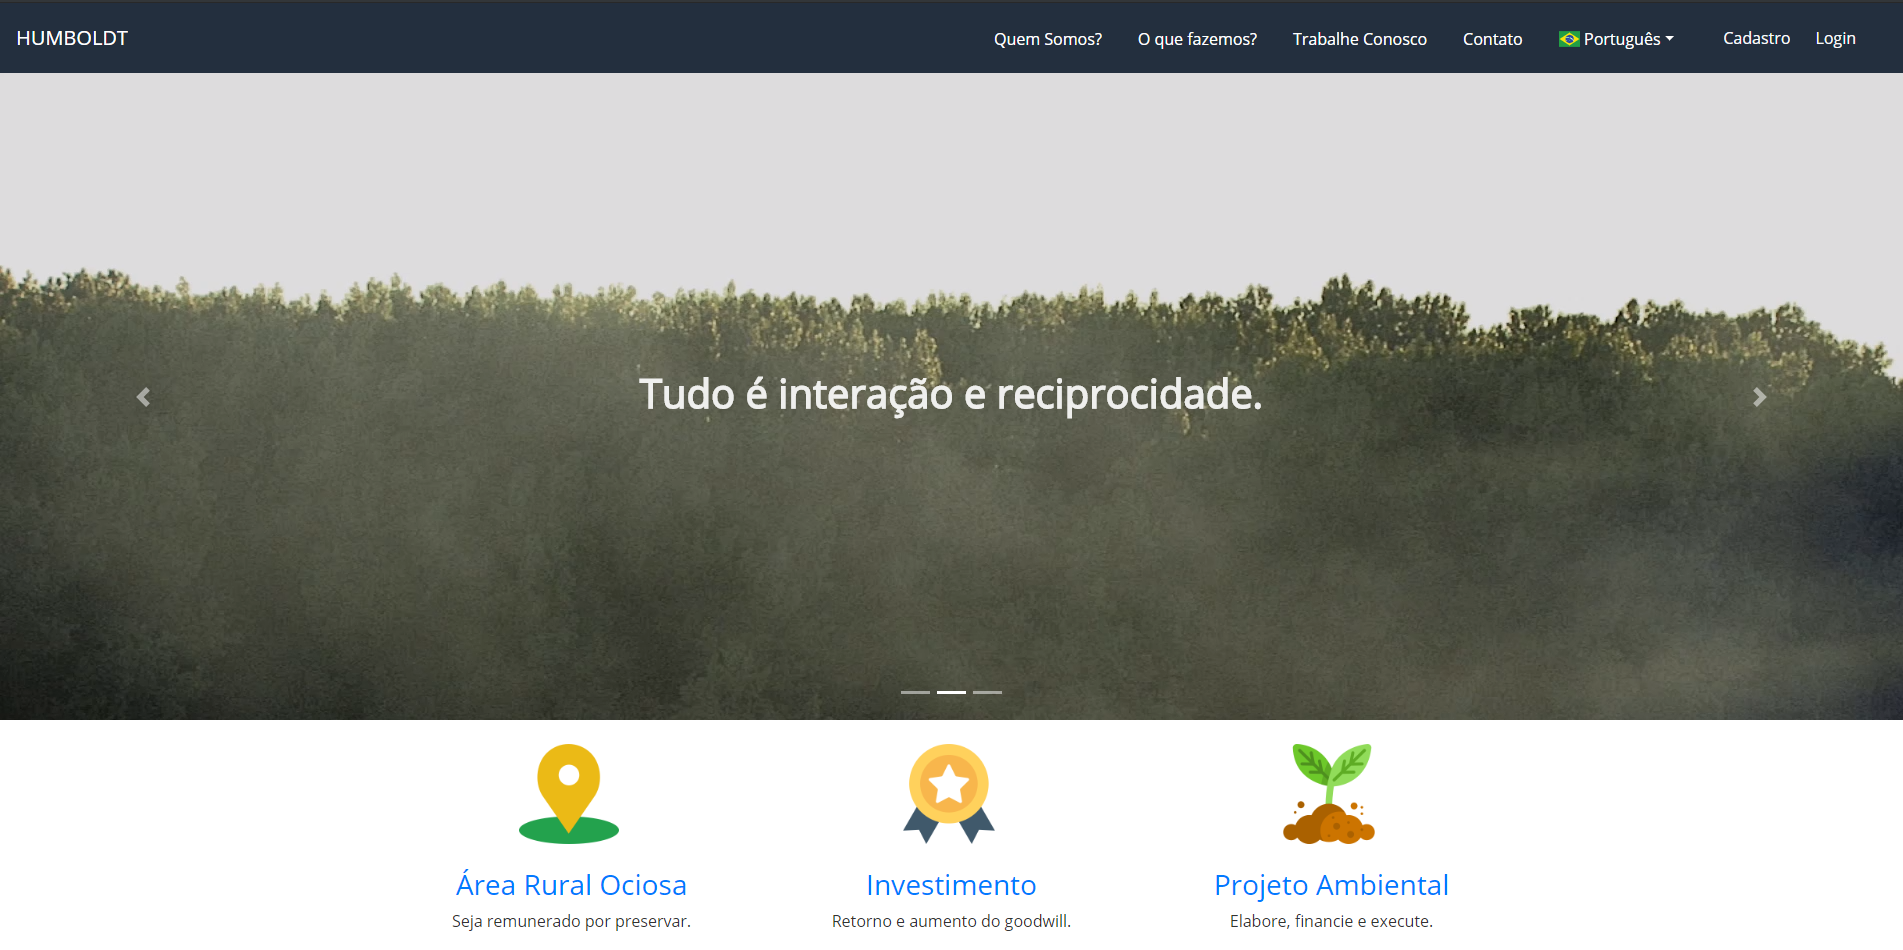 HUMBOLDT
Quem Somos? O que fazemos? Trabalhe Conosco Contato Português Cadastro Login
Tudo é interação e reciprocidade.
Área Rural Ociosa
Seja remunerado por preservar.
Investimento
Retorno e aumento do goodwill.
Projeto Ambiental
Elabore, financie e execute.